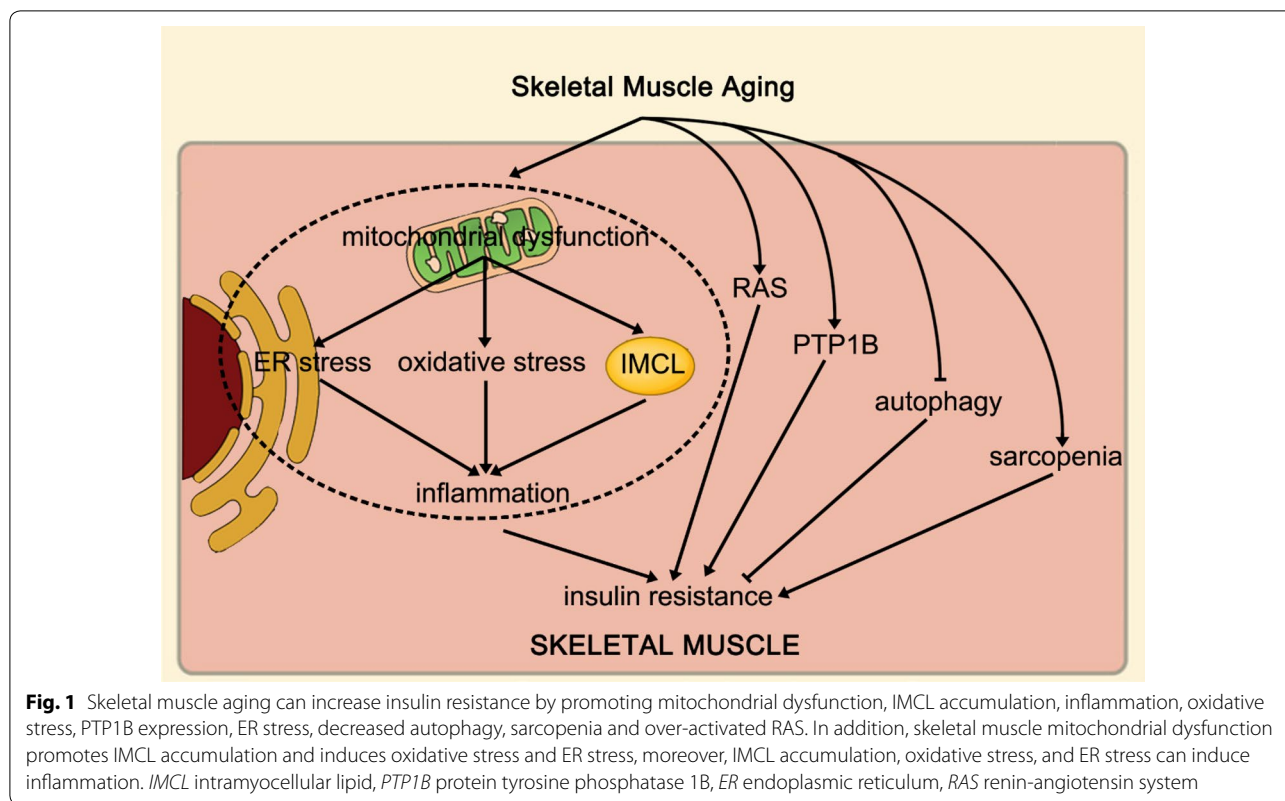 Skeletal Muscle Aging
mitochondrial dysfunction
RAS
PTP1B
ER stress
oxidative stress
IMCL
autophagy
sarcopenia
inflammation
insulin resistance
SKELETAL MUSCLE
Fig. 1 Skeletal muscle aging can increase insulin resistance by promoting mitochondrial dysfunction, IMCL accumulation, inflammation, oxidative
stress, PTP1B expression, ER stress, decreased autophagy, sarcopenia and over-activated RAS. In addition, skeletal muscle mitochondrial dysfunction
promotes IMCL accumulation and induces oxidative stress and ER stress, moreover, IMCL accumulation, oxidative stress, and ER stress can induce
inflammation. IMCL intramyocellular lipid, PTP1B protein tyrosine phosphatase 1B, ER endoplasmic reticulum, RAS renin-angiotensin system